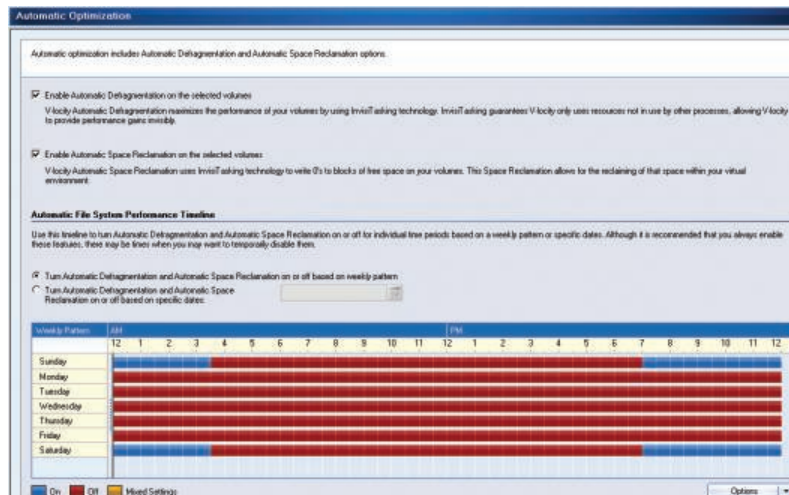 Automatic Optimization
Automatic optimization includes Automatic Defragmentation and Automatic Space Reclamation options.
Enable Automatic Defragmentation on the selected volumes
V-locity Automatic Defragmentation maximizes the performance of your volumes by using InvisiTasking technology. InvisiTasking guarantees V-locity only uses resources not in use by other processes, allowing V-locity
to provide performance gains invisibly.
Enable Automatic Space Reclamation on the selected volumes
V-locity Automatic Space Reclamation uses InvisiTasking technology to write 0's to blocks of free space on your volumes. This Space Reclamation allows for the reclaiming of that space within your virtual
environment.
Automatic File System Performance Timeline
Use this timeline to turn Automatic Defragmentation and Automatic Space Reclamation on or off for individual time periods based on a weekly pattern or specific dates. Although it is recommended that you always enable
these features, there may be times when you may want to temporarily disable them.
Turn Automatic Defragmentation and Automatic Space Reclamation on or off based on weekly pattern
Turn Automatic Defragmentation and Automatic Space
Reclamation on or off based on specific dates:
Weekly Pattern AM PM
12 1 2 3 4 5 6 7 8 9 10 11 12 1 2 3 4 5 6 7 8 9 10 11 12
Sunday
Monday
Tuesday
Wednesday
Thursday
Friday
Saturday
On Off Mixed Settings Options